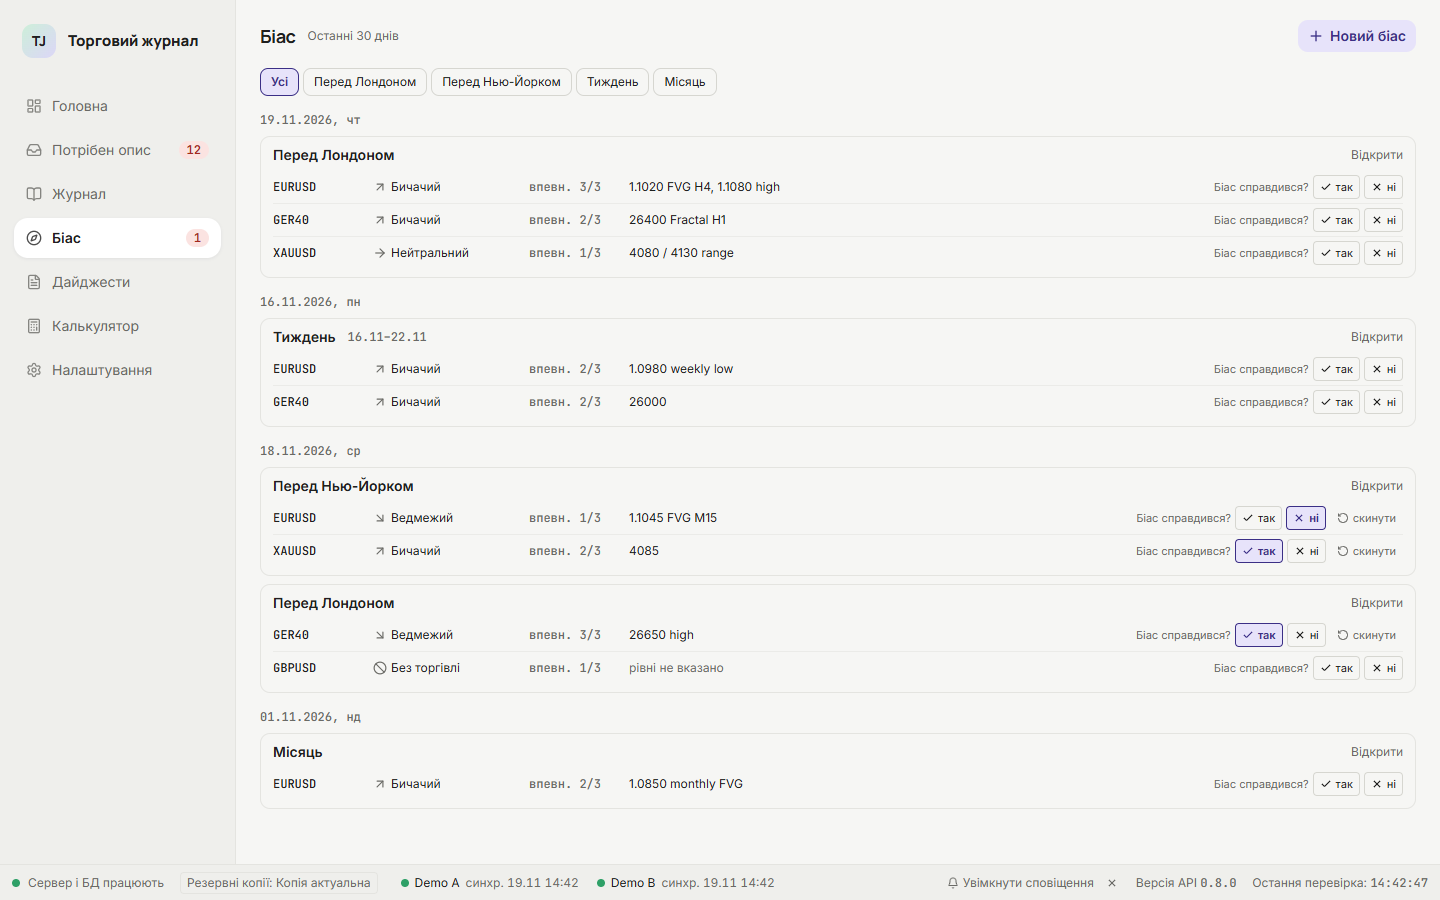 TJ Торговий журнал
Головна
Потрібен опис 12
Журнал
Біас 1
Дайджести
Калькулятор
Налаштування
Біас Останні 30 днів
Новий біас
Усі Перед Лондоном Перед Нью-Йорком Тиждень Місяць
19.11.2026, чт
Перед Лондоном Відкрити
EURUSD Бичачий впевн. 3/3 1.1020 FVG H4, 1.1080 high Біас справдився? так ні
GER40 Бичачий впевн. 2/3 26400 Fractal H1 Біас справдився? так ні
XAUUSD Нейтральний впевн. 1/3 4080 / 4130 range Біас справдився? так ні
16.11.2026, пн
Тиждень 16.11–22.11 Відкрити
EURUSD Бичачий впевн. 2/3 1.0980 weekly low Біас справдився? так ні
GER40 Бичачий впевн. 2/3 26000 Біас справдився? так ні
18.11.2026, ср
Перед Нью-Йорком Відкрити
EURUSD Ведмежий впевн. 1/3 1.1045 FVG M15 Біас справдився? так ні скинути
XAUUSD Бичачий впевн. 2/3 4085 Біас справдився? так ні скинути
Перед Лондоном Відкрити
GER40 Ведмежий впевн. 3/3 26650 high Біас справдився? так ні скинути
GBPUSD Без торгівлі впевн. 1/3 рівні не вказано Біас справдився? так ні
01.11.2026, нд
Місяць Відкрити
EURUSD Бичачий впевн. 2/3 1.0850 monthly FVG Біас справдився? так ні
Сервер і БД працюють Резервні копії: Копія актуальна Demo A синхр. 19.11 14:42 Demo B синхр. 19.11 14:42 Увімкнути сповіщення Версія API 0.8.0 Остання перевірка: 14:42:47